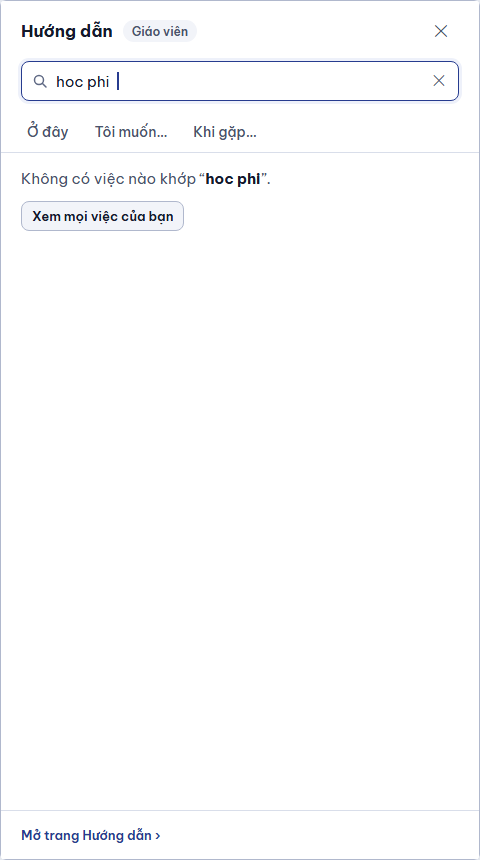 Hướng dẫn Giáo viên
hoc phi
Ở đây Tôi muốn... Khi gặp...
Không có việc nào khớp “hoc phi”.
Xem mọi việc của bạn
Mở trang Hướng dẫn ›